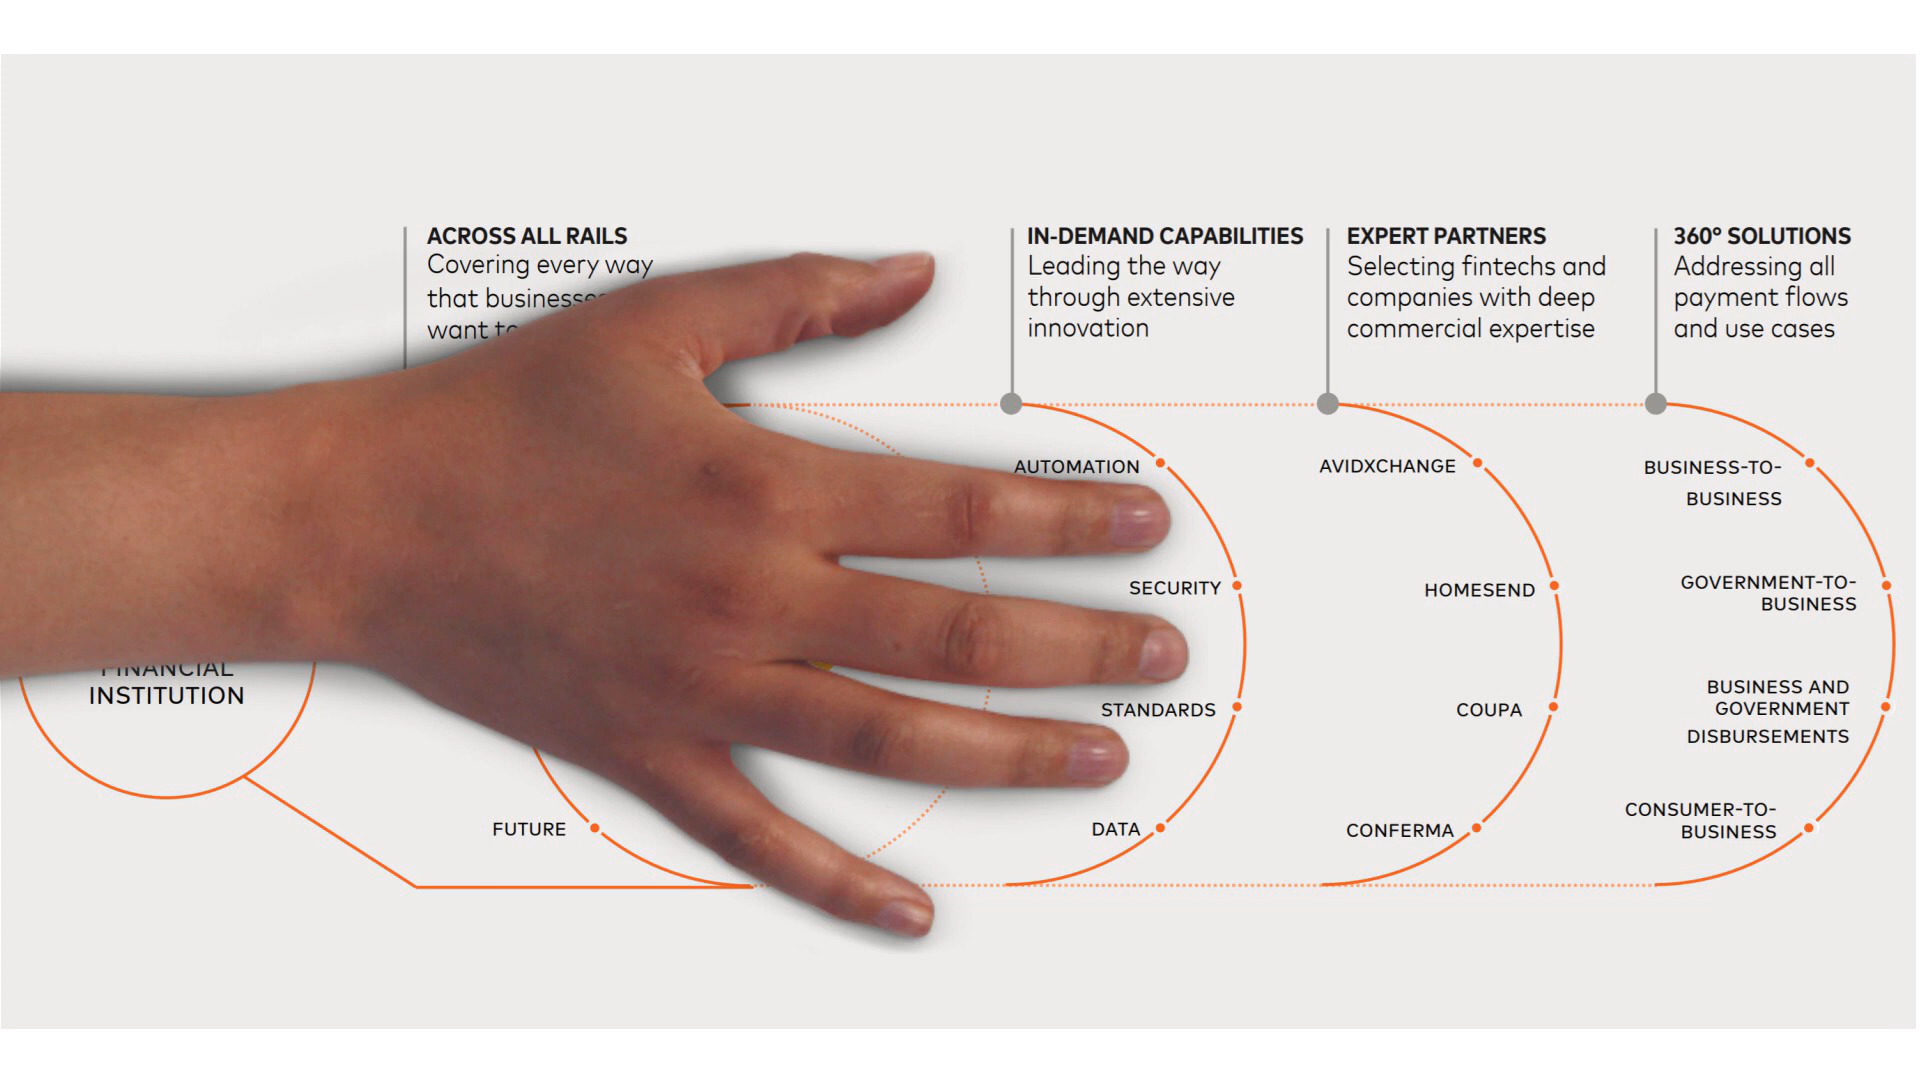 ACROSS ALL RAILS
Covering every way
that
want
IN-DEMAND CAPABILITIES
Leading the way
through extensive
innovation
EXPERT PARTNERS
Selecting fintechs and
companies with deep
commercial expertise
360° SOLUTIONS
Addressing all
payment flows
and use cases
FINANCIAL
INSTITUTION
FUTURE
AUTOMATION
SECURITY
STANDARDS
DATA
AVIDXCHANGE
HOMESEND
COUPA
CONFERMA
BUSINESS-TO-
BUSINESS
GOVERNMENT-TO-
BUSINESS
BUSINESS AND
GOVERNMENT
DISBURSEMENTS
CONSUMER-TO-
BUSINESS